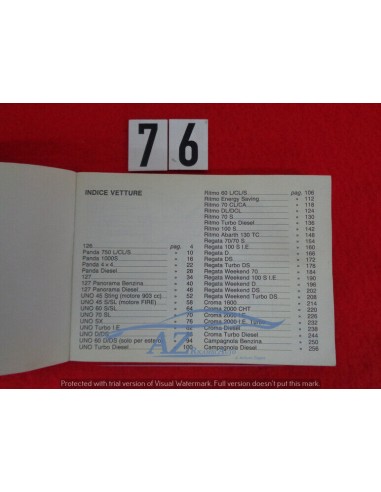 76
INDICE VETTURE
126 pag. 4
Panda 750 L/CL/S » 10
Panda 1000S » 16
Panda 4 x 4 » 22
Panda Diesel » 28
127 » 34
127 Panorama Benzina » 40
127 Panorama Diesel » 46
UNO 45 Sting (motore 903 cc) » 52
UNO 45 S/SL (motore FIRE) » 58
UNO 60 S/SL » 64
UNO 70 SL » 70
UNO SX » 76
UNO Turbo I.E. » 82
UNO D/DS
UNO 60 D/DS (solo per estero) » 94
UNO Turbo Diesel » 100
Ritmo 60 L/CL/S pag. 106
Ritmo Energy Saving » 112
Ritmo 70 CL/CA » 118
Ritmo DL/DCL » 124
Ritmo 70 S » 130
Ritmo Turbo Diesel » 136
Ritmo 100 S » 142
Ritmo Abarth 130 TC » 148
Regata 70/70 S » 154
Regata 100 S I.E. » 160
Regata D » 166
Regata DS » 172
Regata Turbo DS » 178
Regata Weekend 70 » 184
Regata Weekend 100 S I.E. » 190
Regata Weekend D » 196
Regata Weekend DS » 202
Regata Weekend Turbo DS » 208
Croma 1600 » 214
Croma 2000 CHT » 220
Croma 2000 I.E. » 226
Croma 2000 I.E. Turbo » 232
Croma Diesel » 238
Croma Turbo Diesel » 244
Campagnola Benzina » 250
Campagnola Diesel » 256
AZ
Protected with trial version of Visual Watermark. Full version doesn't put this mark.